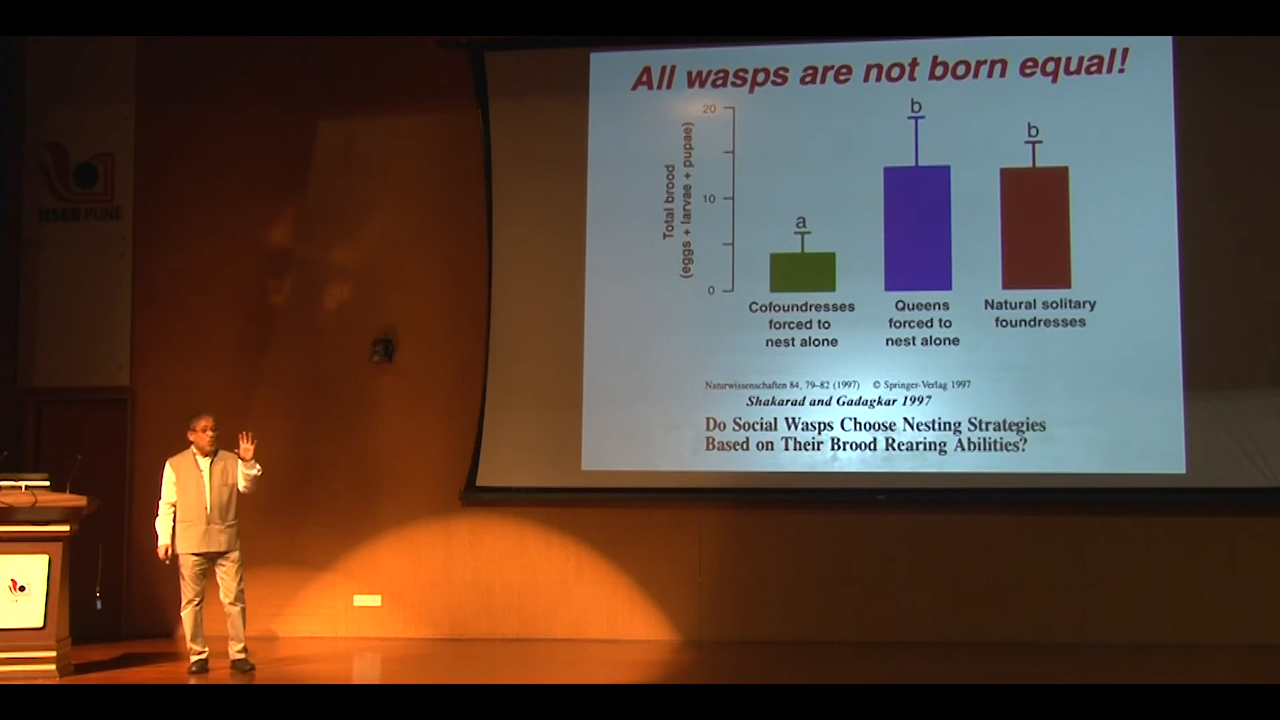 All wasps are not born equal!
IISER PUNE
20
10
0
Total brood
(eggs + larvae + pupae)
a
b
b
Cofoundresses
forced to
nest alone
Queens
forced to
nest alone
Natural solitary
foundresses
Naturwissenschaften 84, 79–82 (1997) © Springer-Verlag 1997
Shakarad and Gadagkar 1997
Do Social Wasps Choose Nesting Strategies
Based on Their Brood Rearing Abilities?